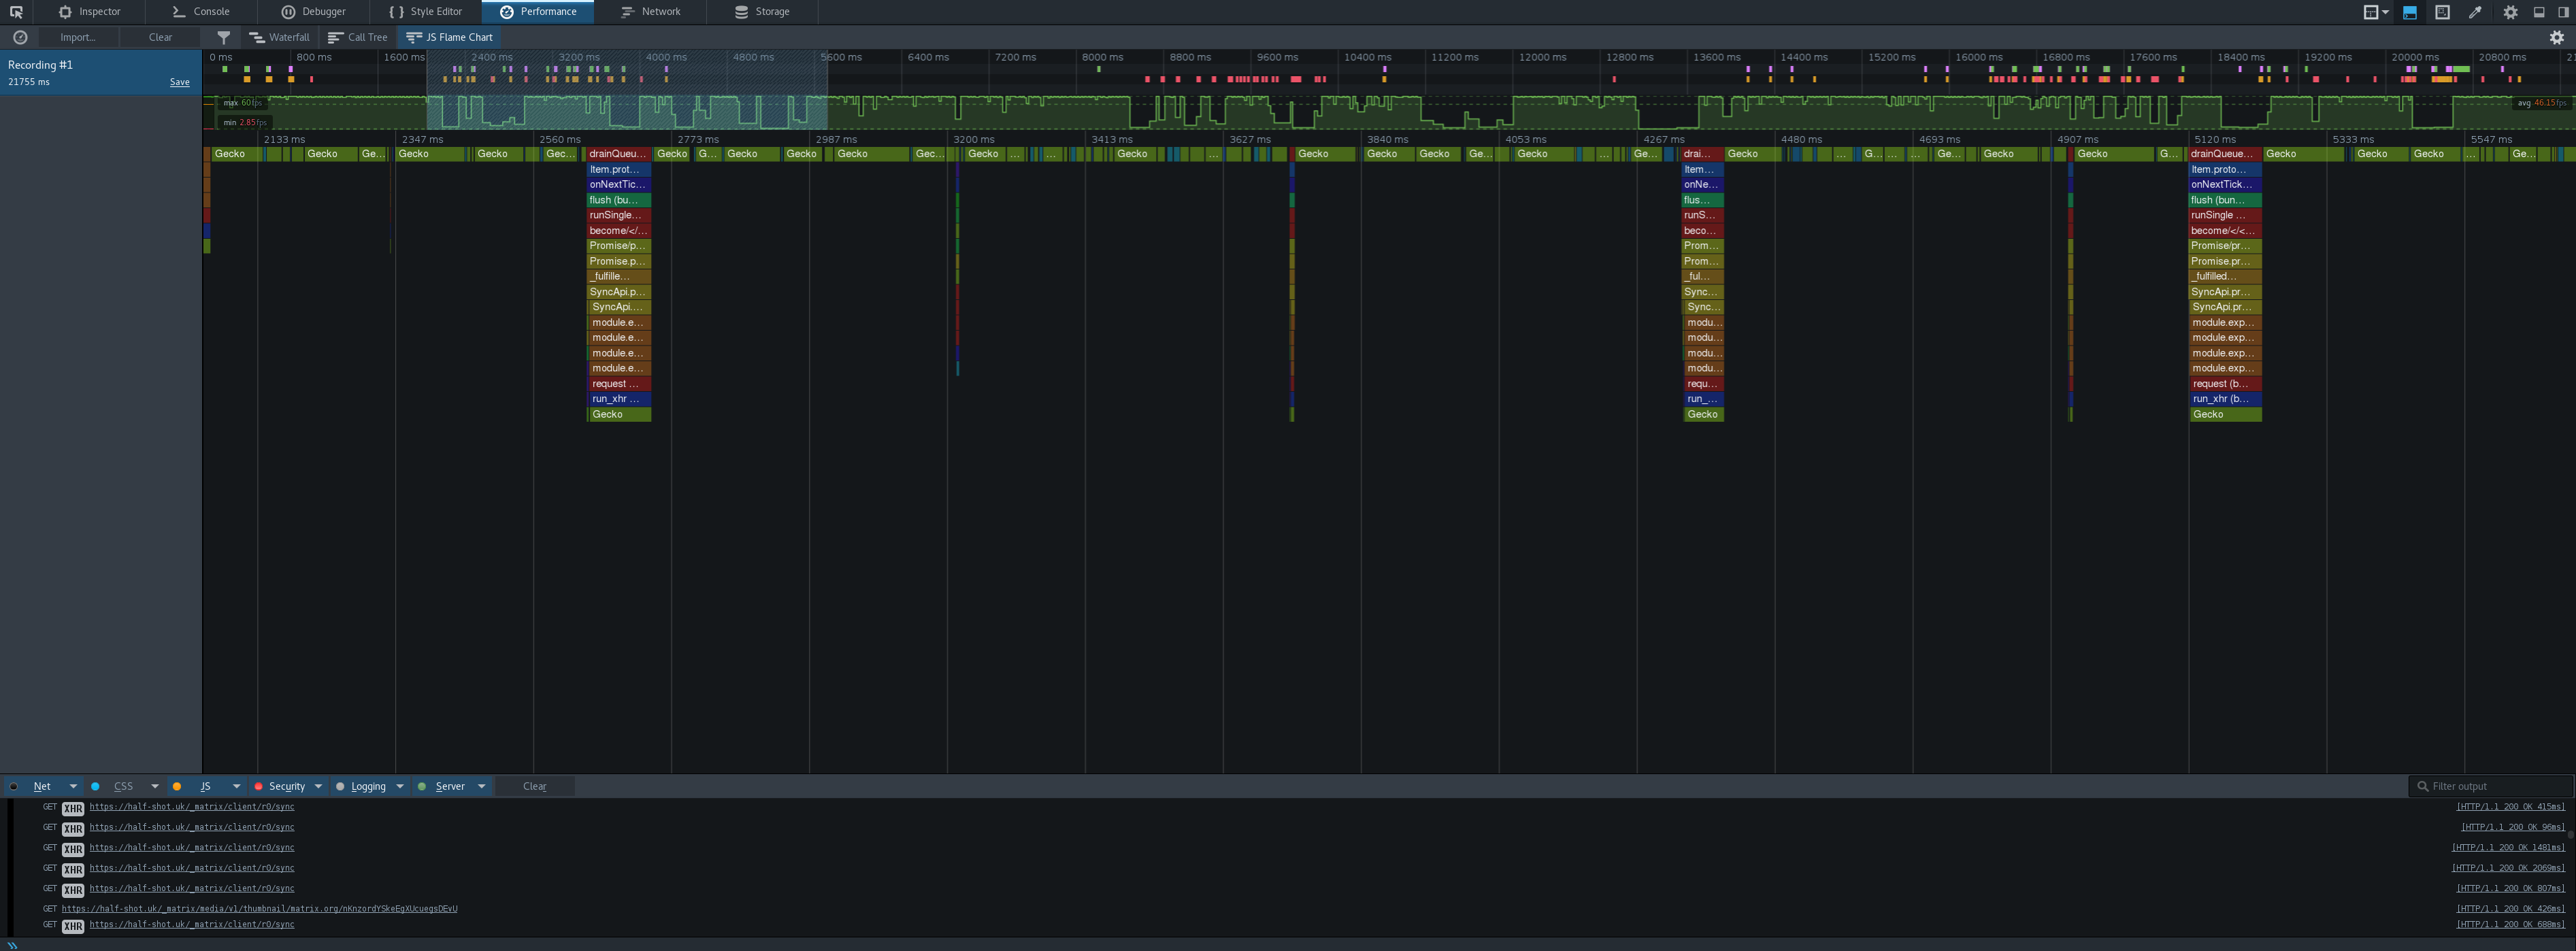 Inspector Console Debugger { } Style Editor Performance Network Storage
Import... Clear Waterfall Call Tree JS Flame Chart
Recording #1
21755 ms Save
0 ms 800 ms 1600 ms 2400 ms 3200 ms 4000 ms 4800 ms 5600 ms 6400 ms 7200 ms 8000 ms 8800 ms 9600 ms 10400 ms 11200 ms 12000 ms 12800 ms 13600 ms 14400 ms 15200 ms 16000 ms 16800 ms 17600 ms 18400 ms 19200 ms 20000 ms 20800 ms 21
max 60fps avg 46.15fps
min 2.85fps
2133 ms 2347 ms 2560 ms 2773 ms 2987 ms 3200 ms 3413 ms 3627 ms 3840 ms 4053 ms 4267 ms 4480 ms 4693 ms 4907 ms 5120 ms 5333 ms 5547 ms
Gecko Gecko Ge... Gecko Gecko Gec... drainQueu... Gecko G... Gecko Gecko Gecko Gec... Gecko ... ... Gecko ... Gecko Gecko Gecko Ge... Gecko ... Ge... drai... Gecko ... G... ... ... Ge... Gecko Gecko G... drainQueue... Gecko Gecko Gecko ... Ge...
Item.prot... Item... Item.proto...
onNextTic... onNe... onNextTick...
flush (bu... flus... flush (bun...
runSingle... runS... runSingle ...
become/</... beco... become/</<...
Promise/p... Prom... Promise/pr...
Promise.p... Prom... Promise.pr...
_fulfille... _ful... _fulfilled...
SyncApi.p... Sync... SyncApi.pr...
SyncApi.... Sync... SyncApi.pr...
module.e... modu... module.exp...
module.e... modu... module.exp...
module.e... modu... module.exp...
module.e... modu... module.exp...
request ... requ... request (b...
run_xhr ... run_... run_xhr (b...
Gecko Gecko Gecko
Net CSS JS Security Logging Server Clear Filter output
GET XHR https://half-shot.uk/_matrix/client/r0/sync [HTTP/1.1 200 OK 415ms]
GET XHR https://half-shot.uk/_matrix/client/r0/sync [HTTP/1.1 200 OK 96ms]
GET XHR https://half-shot.uk/_matrix/client/r0/sync [HTTP/1.1 200 OK 1481ms]
GET XHR https://half-shot.uk/_matrix/client/r0/sync [HTTP/1.1 200 OK 2069ms]
GET XHR https://half-shot.uk/_matrix/client/r0/sync [HTTP/1.1 200 OK 807ms]
GET https://half-shot.uk/_matrix/media/v1/thumbnail/matrix.org/nKnzordYSkeEgXUcuegsDEvU [HTTP/1.1 200 OK 426ms]
GET XHR https://half-shot.uk/_matrix/client/r0/sync [HTTP/1.1 200 OK 688ms]